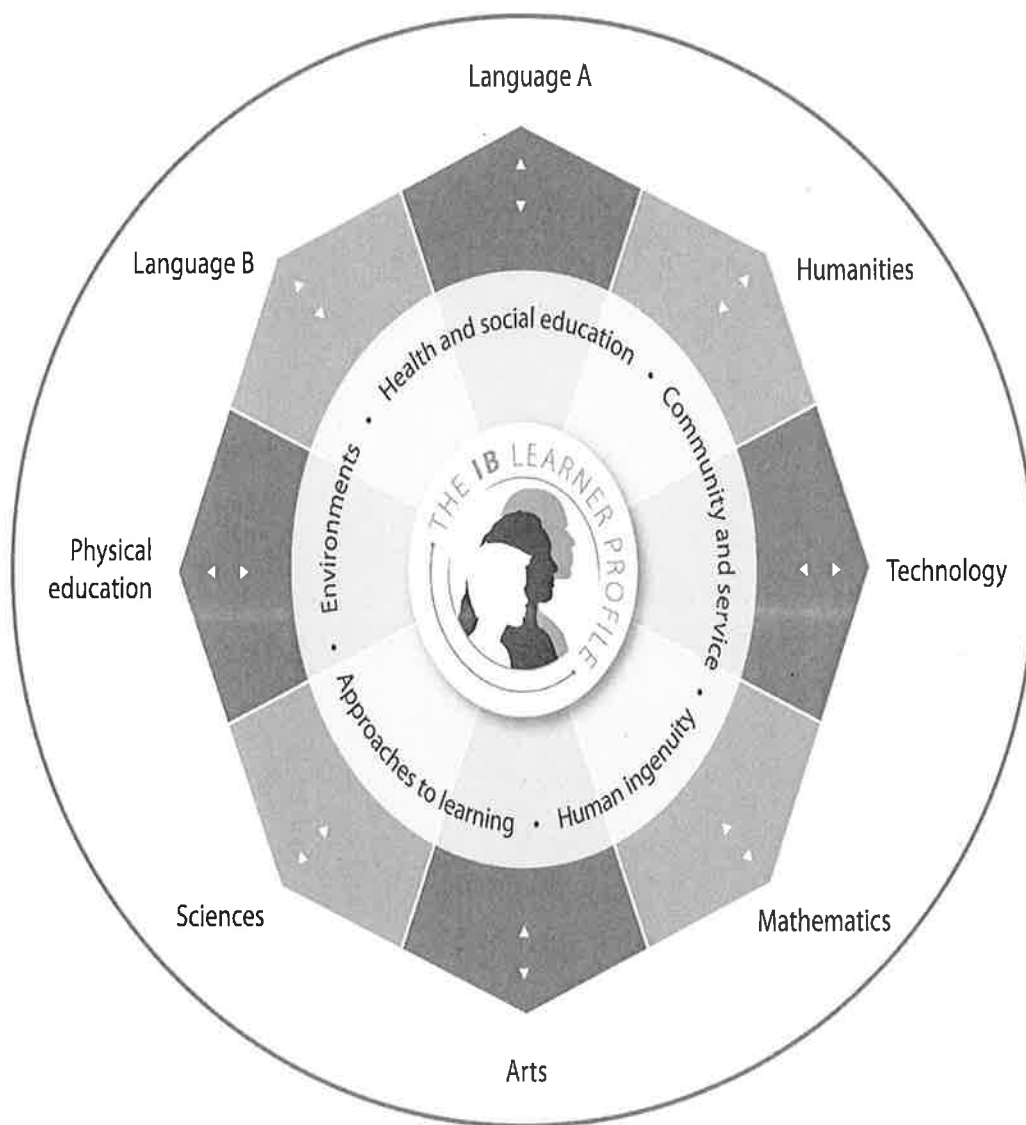 Language A
Language B
Humanities
Health and social education • Community and service • Human ingenuity • Approaches to learning • Environments •
THE IB LEARNER PROFILE
Physical
education
Technology
Sciences
Mathematics
Arts